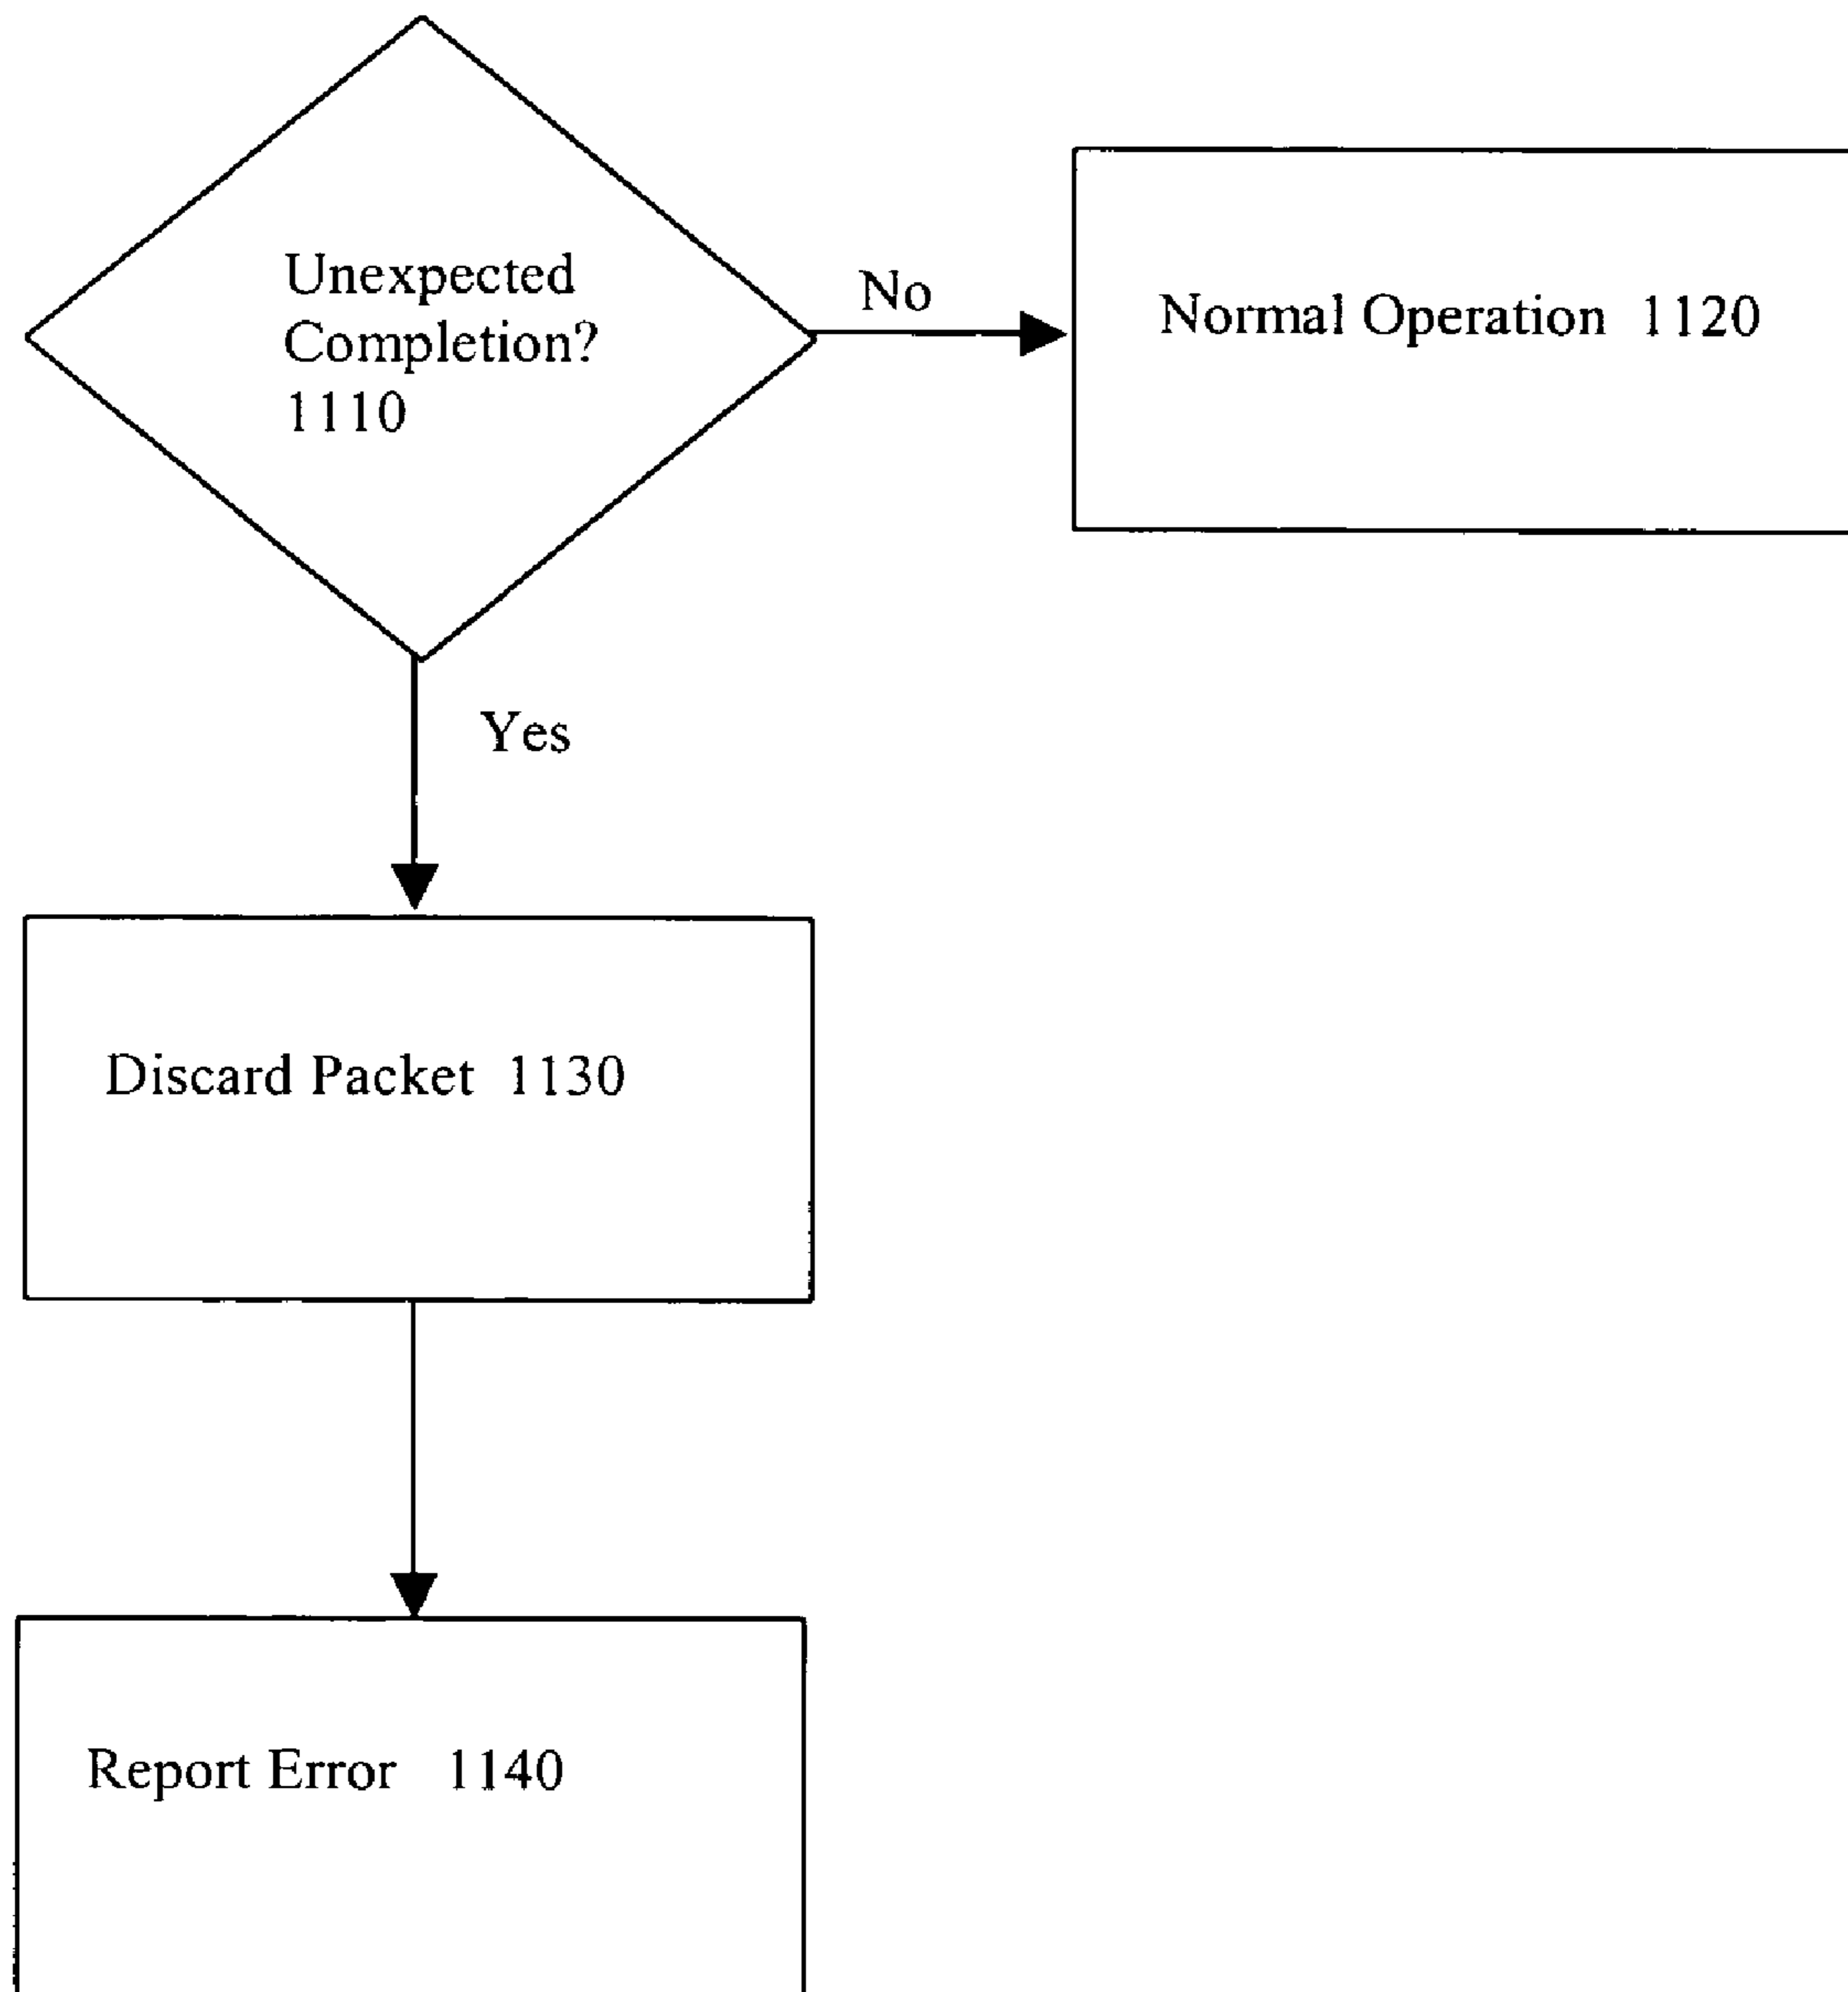 Unexpected
Completion?
1110
No
Normal Operation 1120
Yes
Discard Packet 1130
Report Error 1140